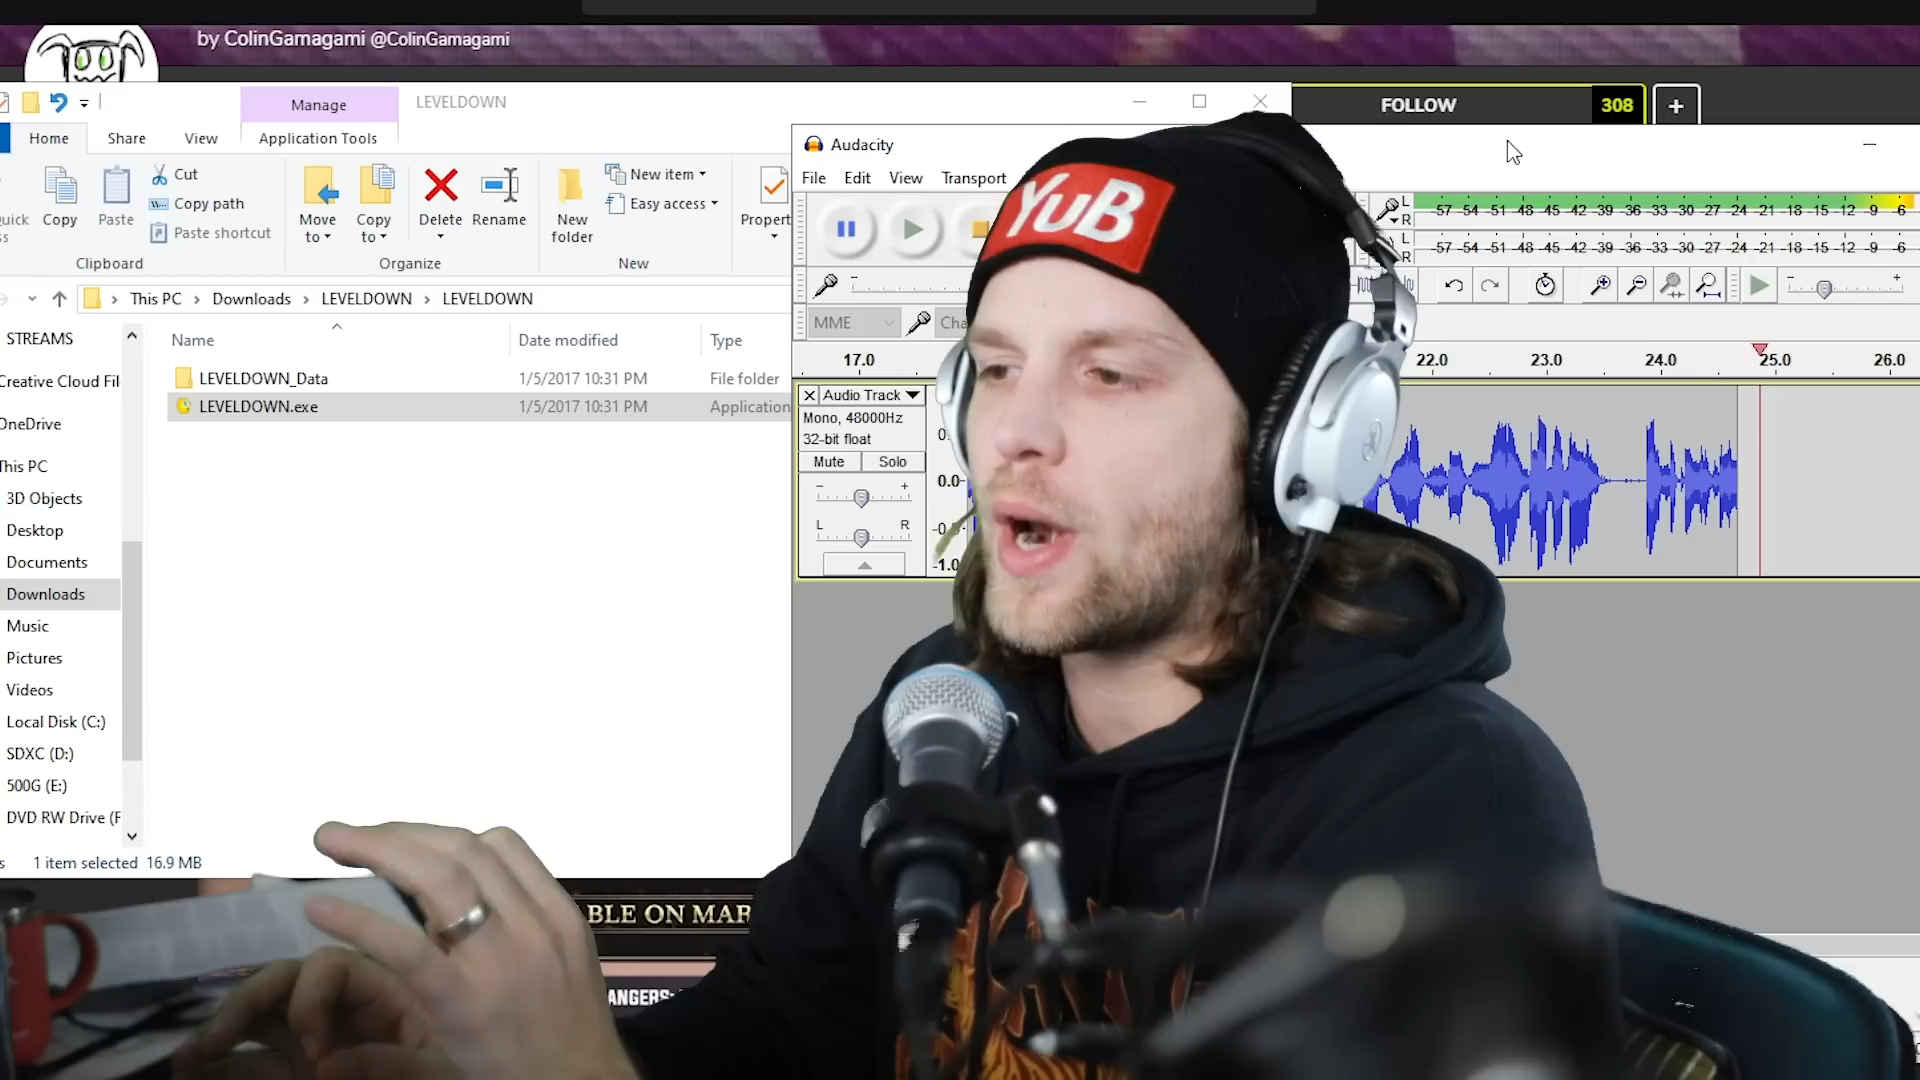 by ColinGamagami @ColinGamagami
Manage
LEVELDOWN
FOLLOW
308
+
Home
Share
View
Application Tools
Audacity
File
Edit
View
Transport
Cut
Copy path
Paste shortcut
Copy
Paste
Clipboard
Move to
Copy to
Delete
Rename
Organize
New folder
New item
Easy access
New
YuB
L
R
-57 -54 -51 -48 -45 -42 -39 -36 -33 -30 -27 -24 -21 -18 -15 -12 -9 -6
L
R
-57 -54 -51 -48 -45 -42 -39 -36 -33 -30 -27 -24 -21 -18 -15 -12 -9 -6
This PC > Downloads > LEVELDOWN > LEVELDOWN
MME
17.0
22.0
23.0
24.0
25.0
26.0
Name
Date modified
Type
LEVELDOWN_Data
1/5/2017 10:31 PM
File folder
LEVELDOWN.exe
1/5/2017 10:31 PM
Application
STREAMS
Creative Cloud Fil
OneDrive
This PC
3D Objects
Desktop
Documents
Downloads
Music
Pictures
Videos
Local Disk (C:)
SDXC (D:)
500G (E:)
DVD RW Drive (F
1 item selected 16.9 MB
Audio Track
Mono, 48000Hz
32-bit float
Mute
Solo
- +
L R
0.0
-1.0
ABLE ON MAR
ANGERS: